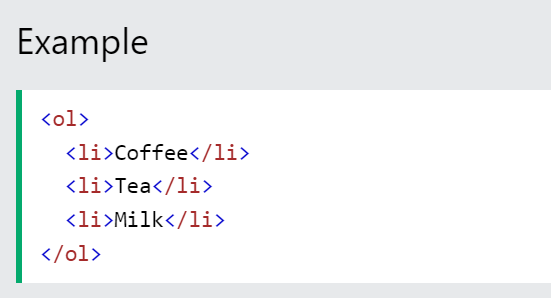 Example
<ol>
  <li>Coffee</li>
  <li>Tea</li>
  <li>Milk</li>
</ol>